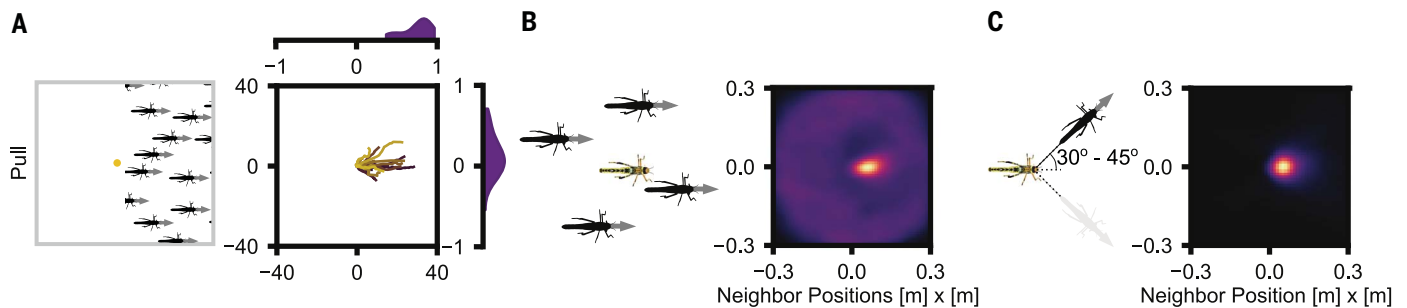 A
B
C
Pull
−1 0 1
40
0
−40
−40 0 40
1
0
−1
0.3
0.0
−0.3
−0.3 0.0 0.3
Neighbor Positions [m] x [m]
30° - 45°
0.3
0.0
−0.3
−0.3 0.0 0.3
Neighbor Position [m] x [m]